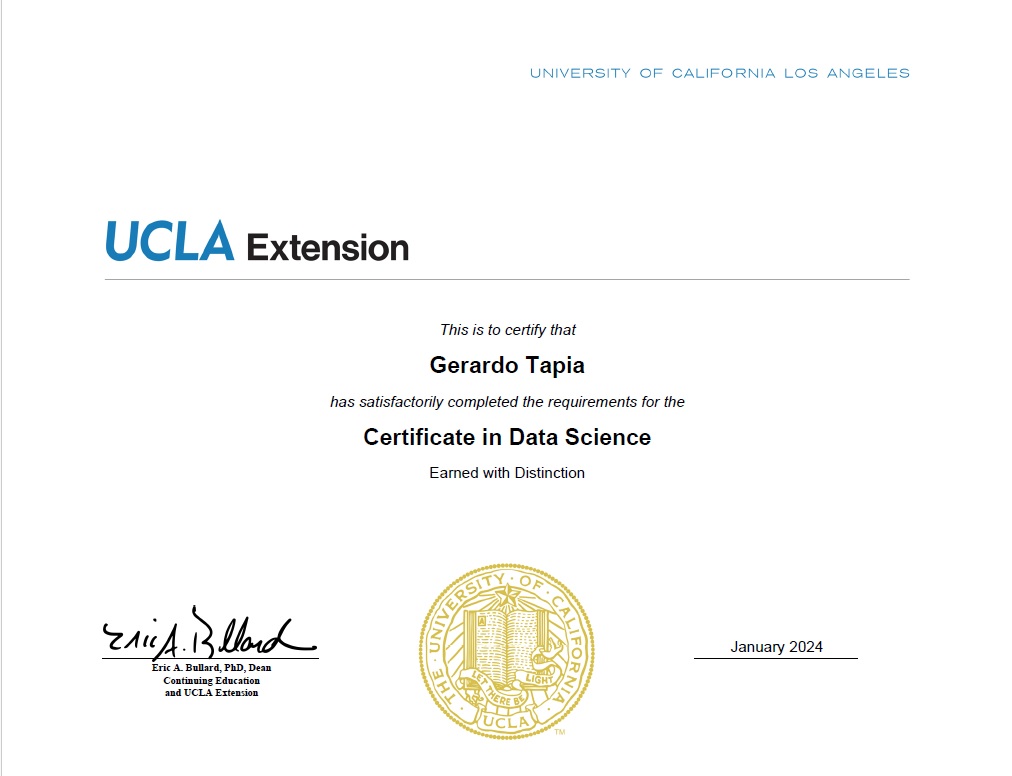 UNIVERSITY OF CALIFORNIA LOS ANGELES
UCLA Extension
This is to certify that
Gerardo Tapia
has satisfactorily completed the requirements for the
Certificate in Data Science
Earned with Distinction
Eric A. Bullard
Eric A. Bullard, PhD, Dean
Continuing Education
and UCLA Extension
THE · UNIVERSITY · OF · CALIFORNIA ·
A
LET THERE BE LIGHT
UCLA
TM
January 2024